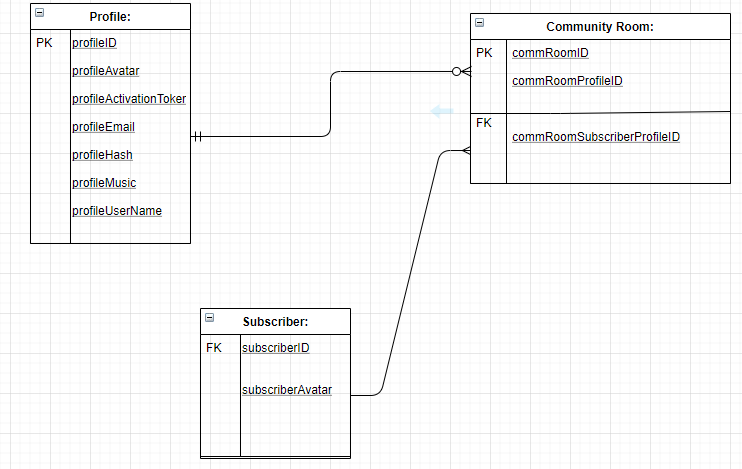 Profile:
PK profileID
profileAvatar
profileActivationToker
profileEmail
profileHash
profileMusic
profileUserName
Community Room:
PK commRoomID
commRoomProfileID
FK
commRoomSubscriberProfileID
Subscriber:
FK subscriberID
subscriberAvatar